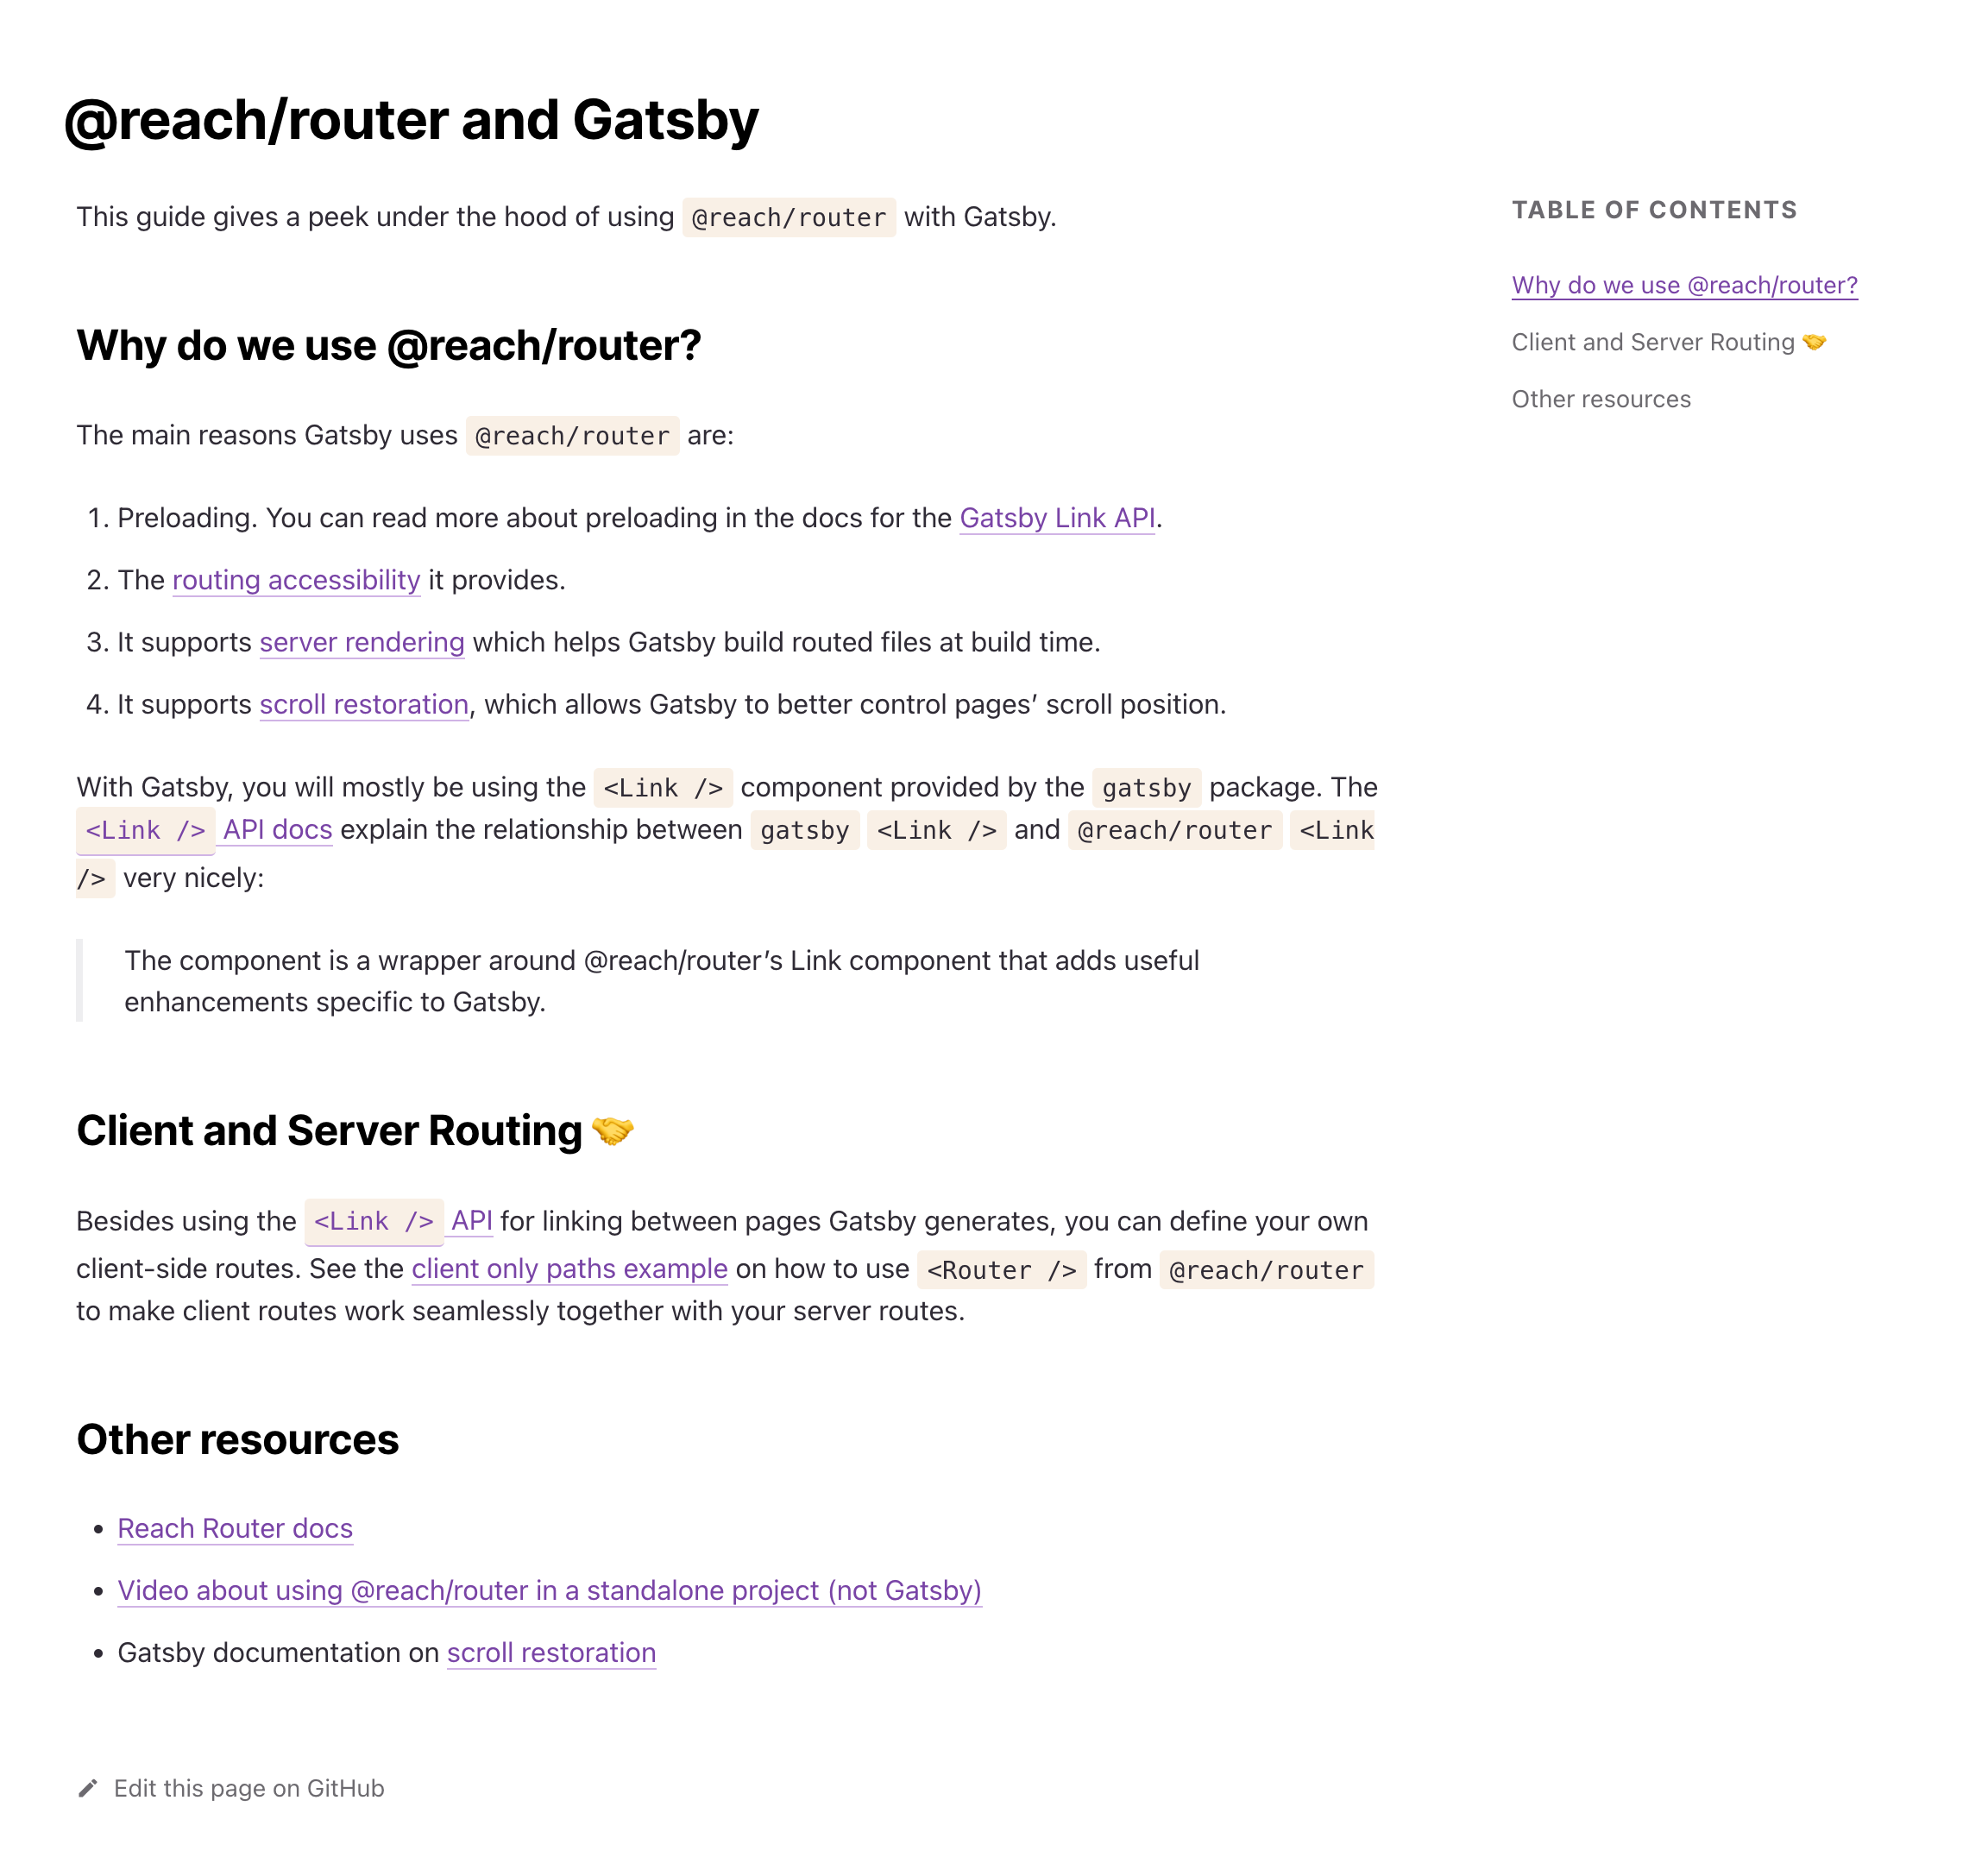 @reach/router and Gatsby
This guide gives a peek under the hood of using @reach/router with Gatsby.
Why do we use @reach/router?
The main reasons Gatsby uses @reach/router are:
1. Preloading. You can read more about preloading in the docs for the Gatsby Link API.
2. The routing accessibility it provides.
3. It supports server rendering which helps Gatsby build routed files at build time.
4. It supports scroll restoration, which allows Gatsby to better control pages’ scroll position.
With Gatsby, you will mostly be using the <Link /> component provided by the gatsby package. The
<Link /> API docs explain the relationship between gatsby <Link /> and @reach/router <Link
/> very nicely:
The component is a wrapper around @reach/router’s Link component that adds useful
enhancements specific to Gatsby.
Client and Server Routing 🤝
Besides using the <Link /> API for linking between pages Gatsby generates, you can define your own
client-side routes. See the client only paths example on how to use <Router /> from @reach/router
to make client routes work seamlessly together with your server routes.
Other resources
• Reach Router docs
• Video about using @reach/router in a standalone project (not Gatsby)
• Gatsby documentation on scroll restoration
Edit this page on GitHub
TABLE OF CONTENTS
Why do we use @reach/router?
Client and Server Routing 🤝
Other resources